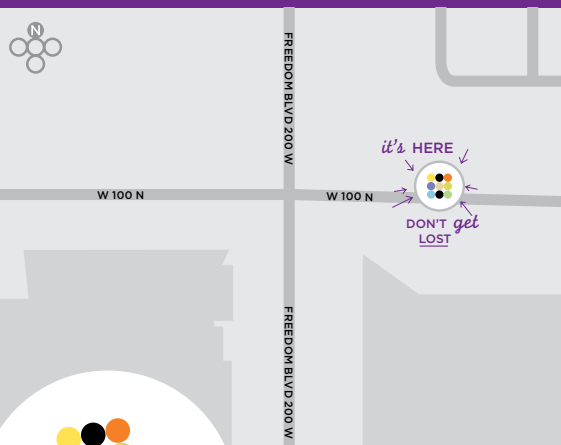 N
FREEDOM BLVD 200 W
it's HERE
W 100 N
W 100 N
DON'T get
LOST
FREEDOM BLVD 200 W